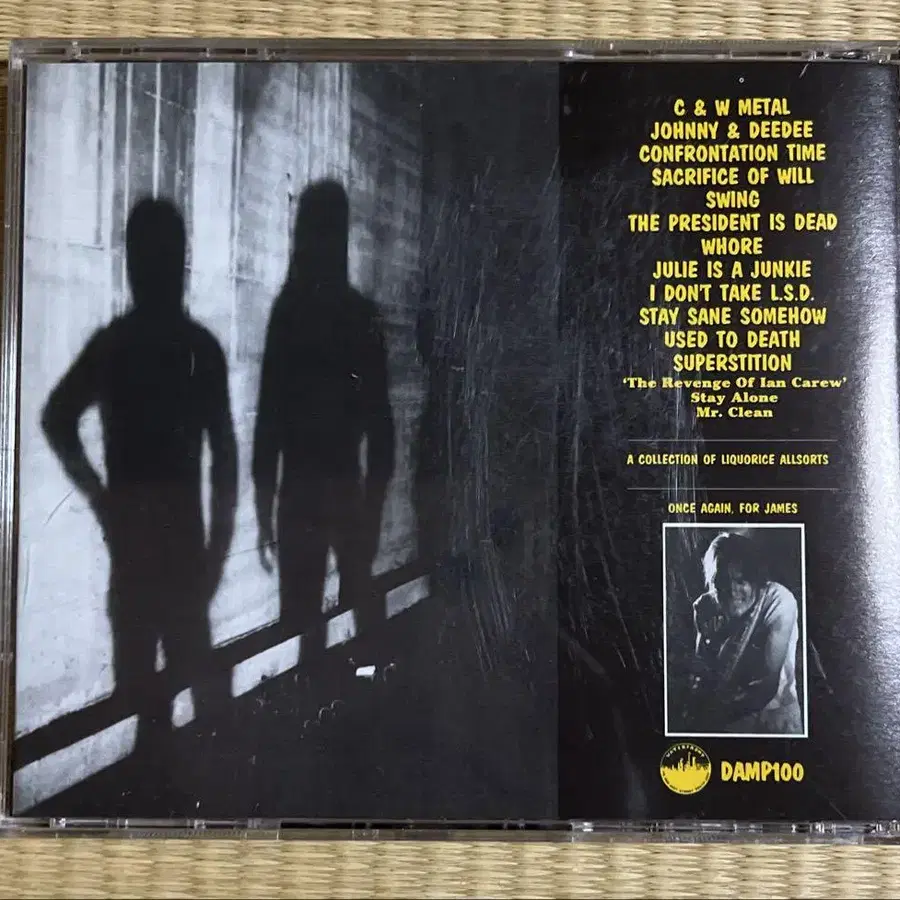 C & W METAL
JOHNNY & DEEDEE
CONFRONTATION TIME
SACRIFICE OF WILL
SWING
THE PRESIDENT IS DEAD
WHORE
JULIE IS A JUNKIE
I DON'T TAKE L.S.D.
STAY SANE SOMEHOW
USED TO DEATH
SUPERSTITION
'The Revenge Of Ian Carew'
Stay Alone
Mr. Clean
A COLLECTION OF LIQUORICE ALLSORTS
ONCE AGAIN, FOR JAMES
WATERFRONT
DAMP100